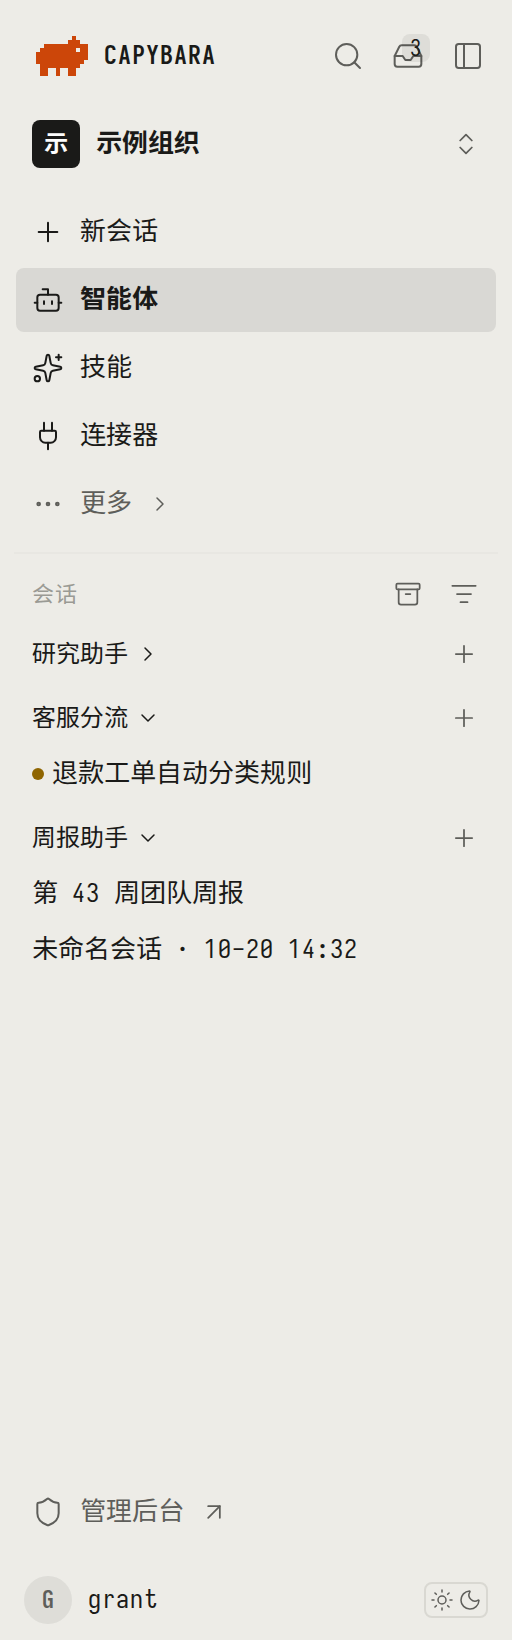 CAPYBARA 3
示 示例组织
新会话
智能体
技能
连接器
更多
会话
研究助手
客服分流
退款工单自动分类规则
周报助手
第 43 周团队周报
未命名会话 · 10-20 14:32
管理后台
G grant